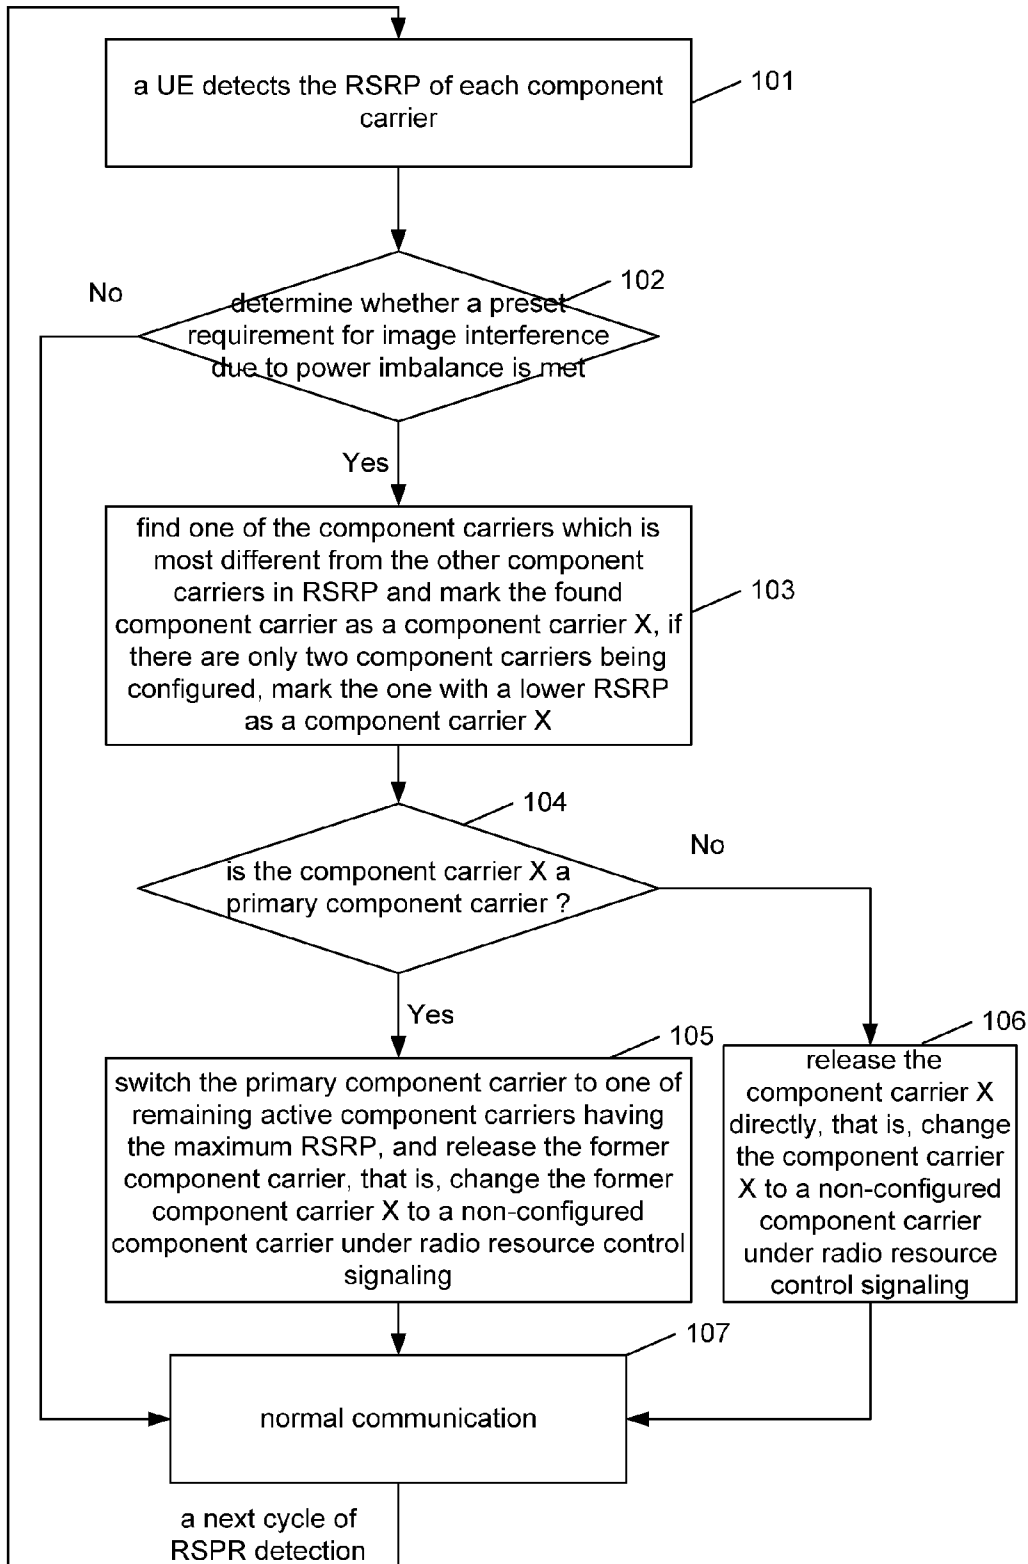 a UE detects the RSRP of each component
carrier
101
102
No
determine whether a preset
requirement for image interference
due to power imbalance is met
Yes
find one of the component carriers which is
most different from the other component
carriers in RSRP and mark the found
component carrier as a component carrier X, if
there are only two component carriers being
configured, mark the one with a lower RSRP
as a component carrier X
103
104
No
is the component carrier X a
primary component carrier ?
Yes
105
switch the primary component carrier to one of
remaining active component carriers having
the maximum RSRP, and release the former
component carrier, that is, change the former
component carrier X to a non-configured
component carrier under radio resource control
signaling
106
release the
component carrier X
directly, that is, change
the component carrier
X to a non-configured
component carrier
under radio resource
control signaling
107
normal communication
a next cycle of
RSPR detection